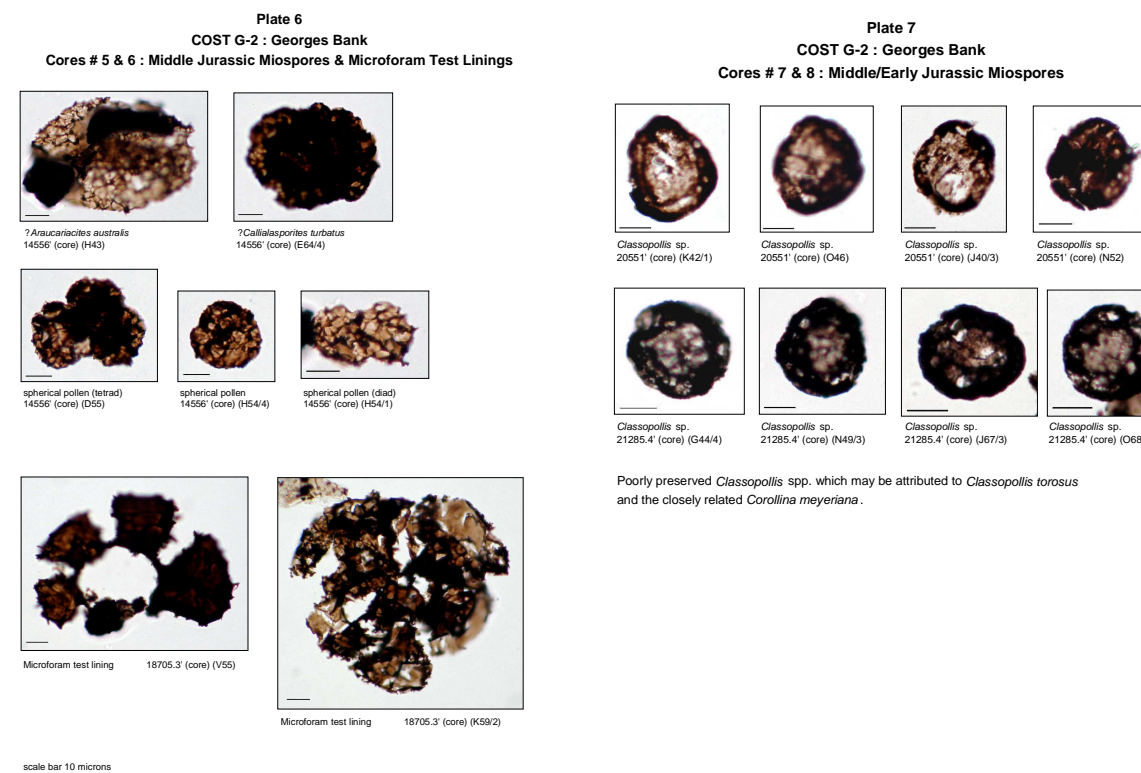 Plate 6
COST G-2 : Georges Bank
Cores # 5 & 6 : Middle Jurassic Miospores & Microforam Test Linings
?Araucariacites australis
14556' (core) (H43)
?Callialasporites turbatus
14556' (core) (E64/4)
spherical pollen (tetrad)
14556' (core) (D55)
spherical pollen
14556' (core) (H54/4)
spherical pollen (diad)
14556' (core) (H54/1)
Microforam test lining 18705.3' (core) (V55)
Microforam test lining 18705.3' (core) (K59/2)
scale bar 10 microns
Plate 7
COST G-2 : Georges Bank
Cores # 7 & 8 : Middle/Early Jurassic Miospores
Classopollis sp.
20551' (core) (K42/1)
Classopollis sp.
20551' (core) (O46)
Classopollis sp.
20551' (core) (J40/3)
Classopollis sp.
20551' (core) (N52)
Classopollis sp.
21285.4' (core) (G44/4)
Classopollis sp.
21285.4' (core) (N49/3)
Classopollis sp.
21285.4' (core) (J67/3)
Classopollis sp.
21285.4' (core) (O68
Poorly preserved Classopollis spp. which may be attributed to Classopollis torosus
and the closely related Corollina meyeriana.